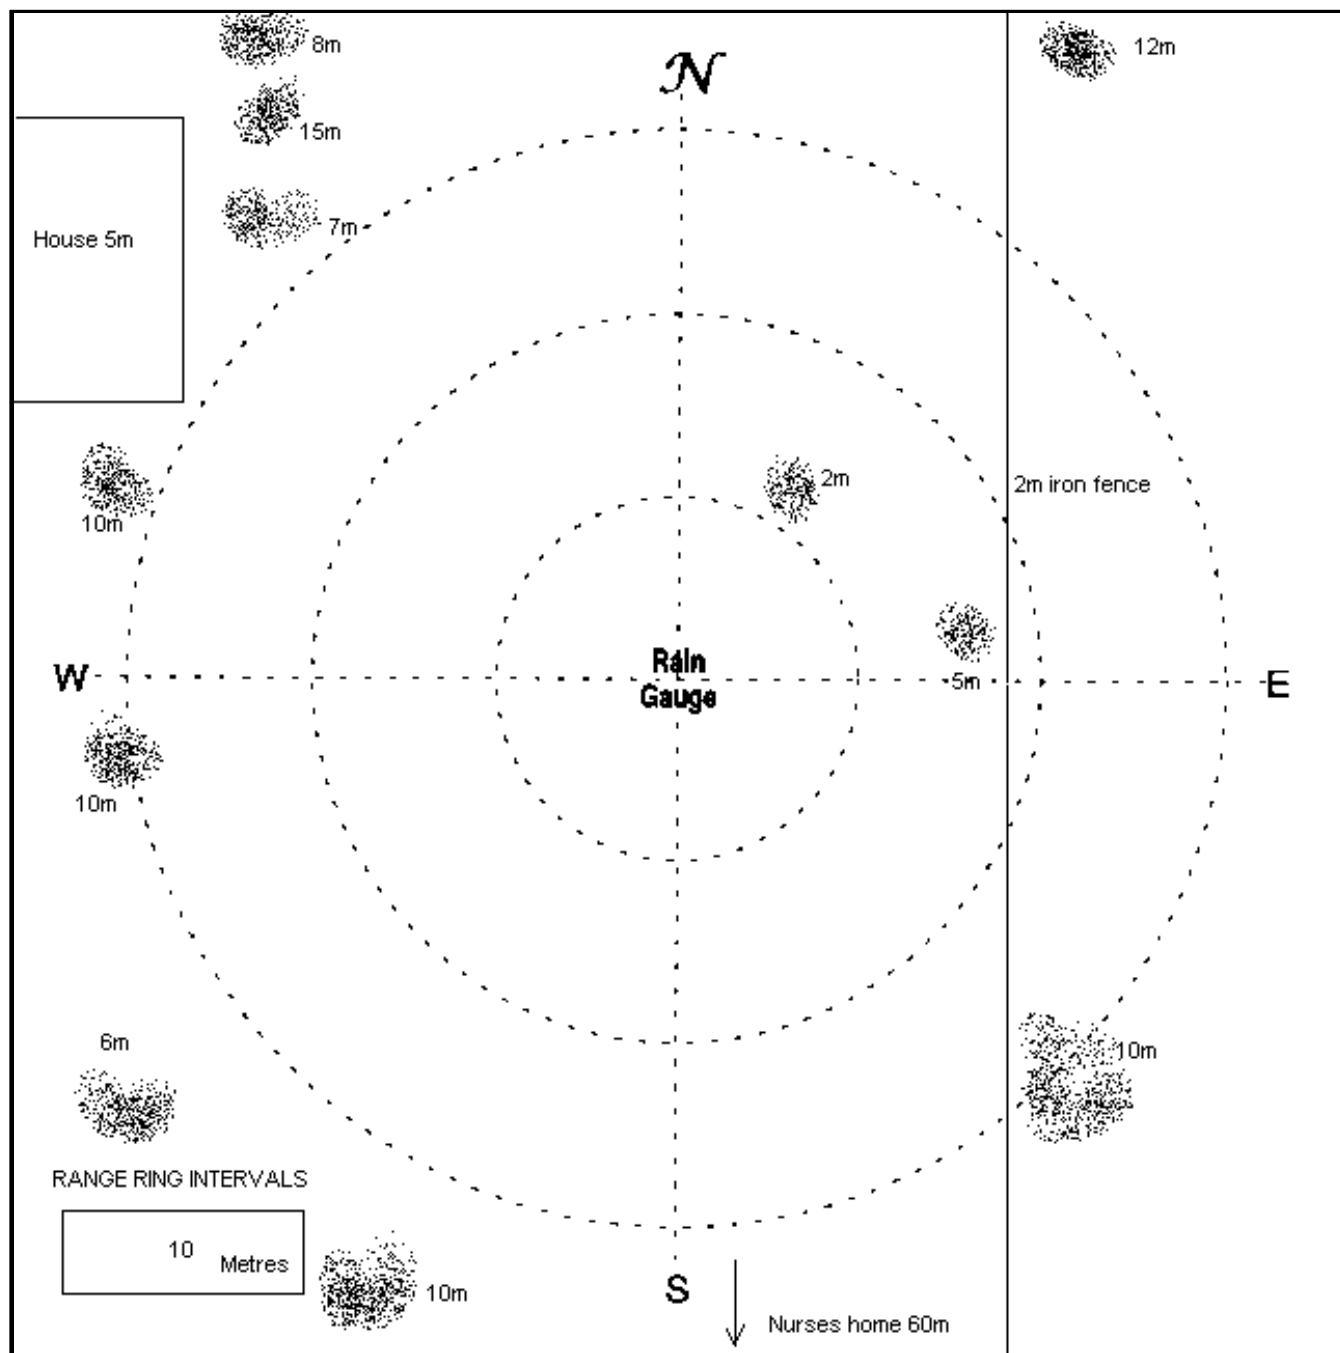 8m
N
12m
15m
7m
House 5m
2m
2m iron fence
10m
Rain
Gauge
W
E
5m
10m
6m
10m
RANGE RING INTERVALS
10 Metres
10m
S
Nurses home 60m